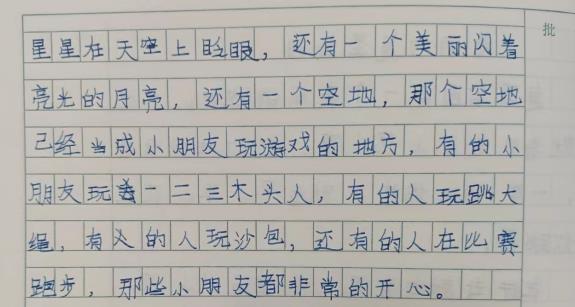 批
星星在天空上眨眼，还有一个美丽闪着
亮光的月亮，还有一个空地，那个空地
已经当成小朋友玩游戏的地方，有的小
朋友玩着一二三木头人，有的人玩跳大
绳，有的人玩沙包，还有的人在比赛
跑步，那些小朋友都非常的开心。